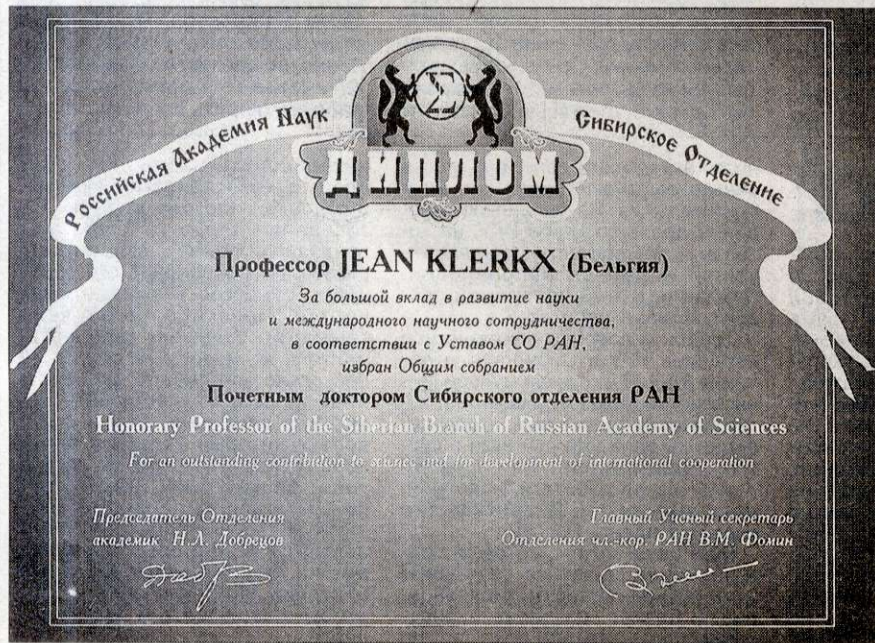 Российская Академия Наук
Сибирское Отделение
Σ
ДИПЛОМ
Профессор JEAN KLERKX (Бельгия)
За большой вклад в развитие науки
и международного научного сотрудничества,
в соответствии с Уставом СО РАН,
избран Общим собранием
Почетным доктором Сибирского отделения РАН
Honorary Professor of the Siberian Branch of Russian Academy of Sciences
For an outstanding contribution to science and the development of international cooperation
Председатель Отделения
академик Н.Л. Добрецов
Главный Ученый секретарь
Отделения чл.-кор. РАН В.М. Фомин